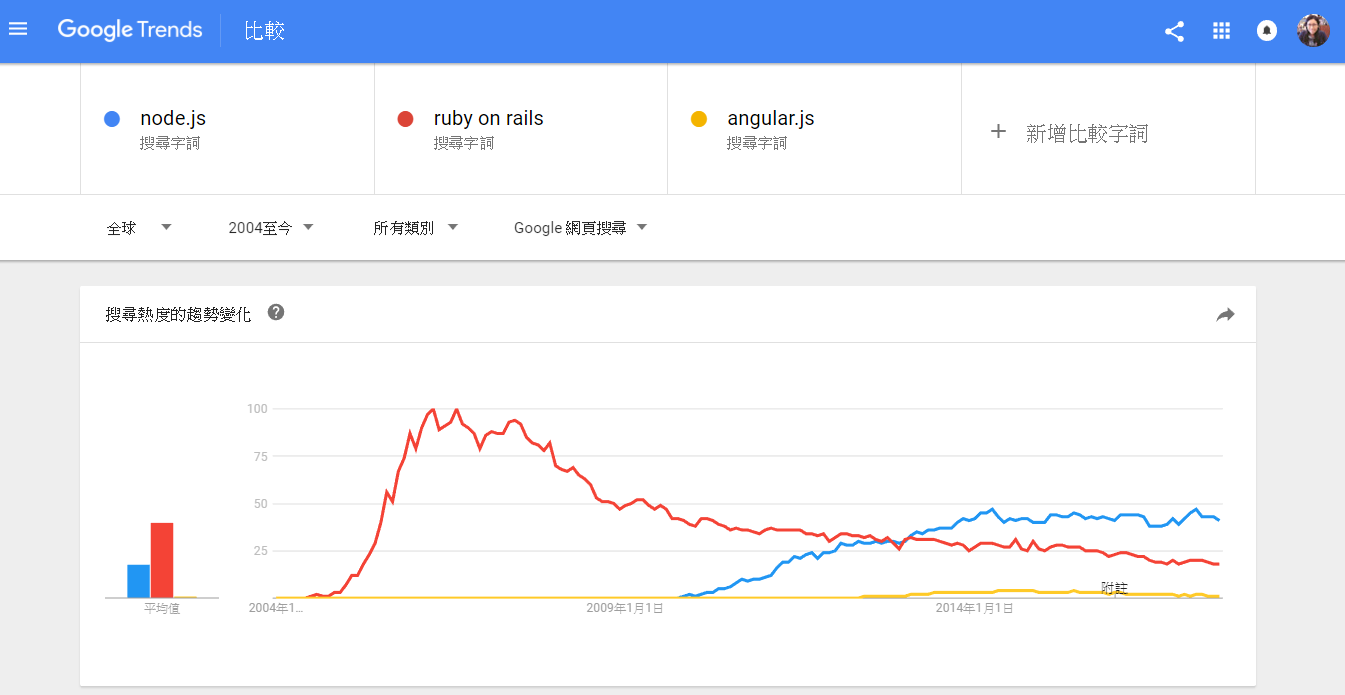 Google Trends 比較
node.js
搜尋字詞
ruby on rails
搜尋字詞
angular.js
搜尋字詞
+ 新增比較字詞
全球 2004至今 所有類別 Google 網頁搜尋
搜尋熱度的趨勢變化
100
75
50
25
附註
平均值
2004年1...
2009年1月1日
2014年1月1日